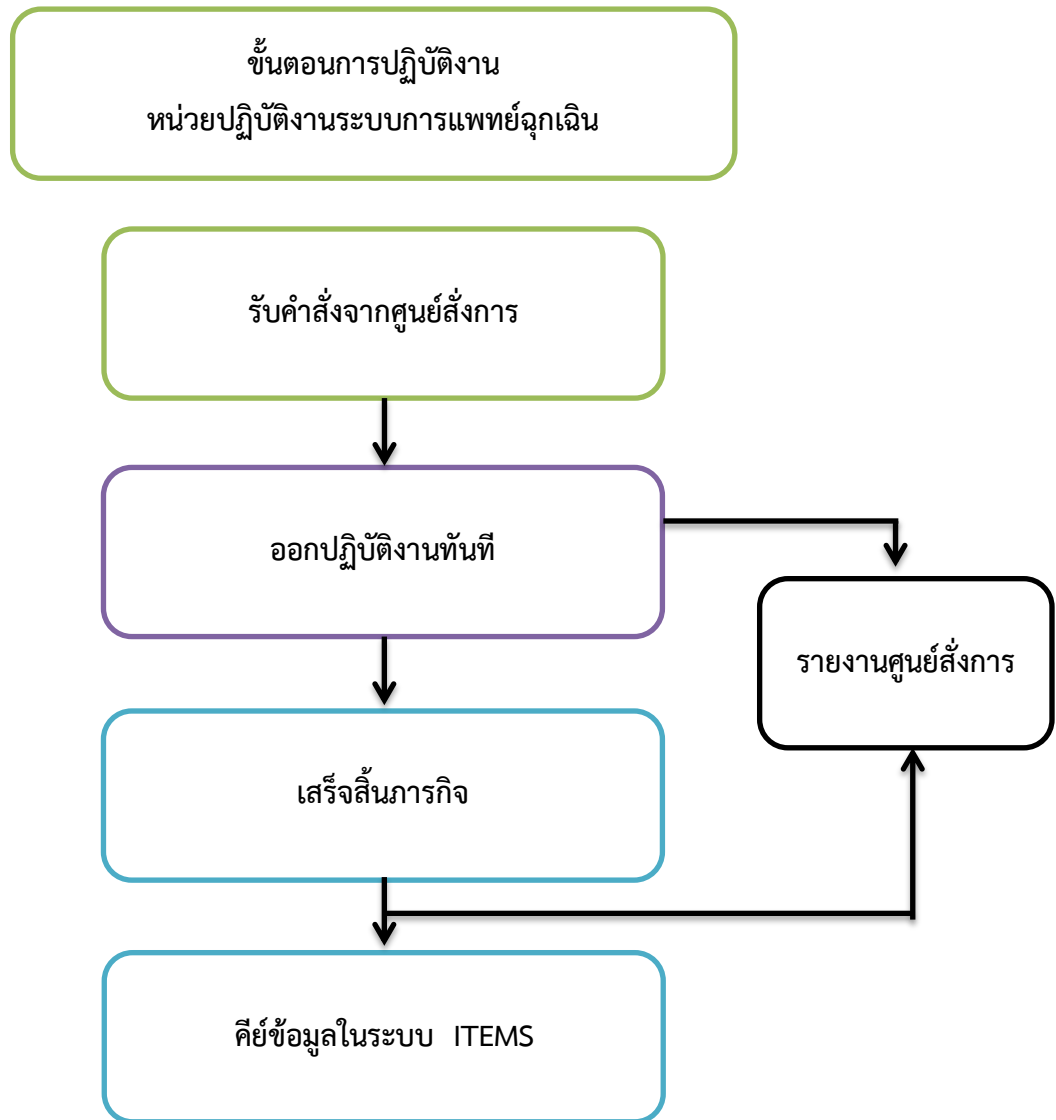 ขั้นตอนการปฏิบัติงาน
หน่วยปฏิบัติงานระบบการแพทย์ฉุกเฉิน
รับคำสั่งจากศูนย์สั่งการ
ออกปฏิบัติงานทันที
รายงานศูนย์สั่งการ
เสร็จสิ้นภารกิจ
คีย์ข้อมูลในระบบ ITEMS